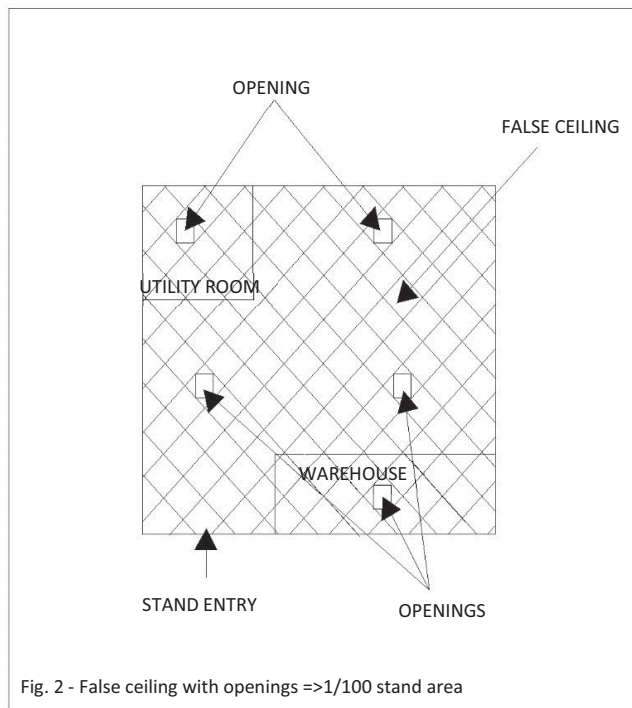 OPENING
FALSE CEILING
UTILITY ROOM
WAREHOUSE
STAND ENTRY
OPENINGS
Fig. 2 - False ceiling with openings =>1/100 stand area